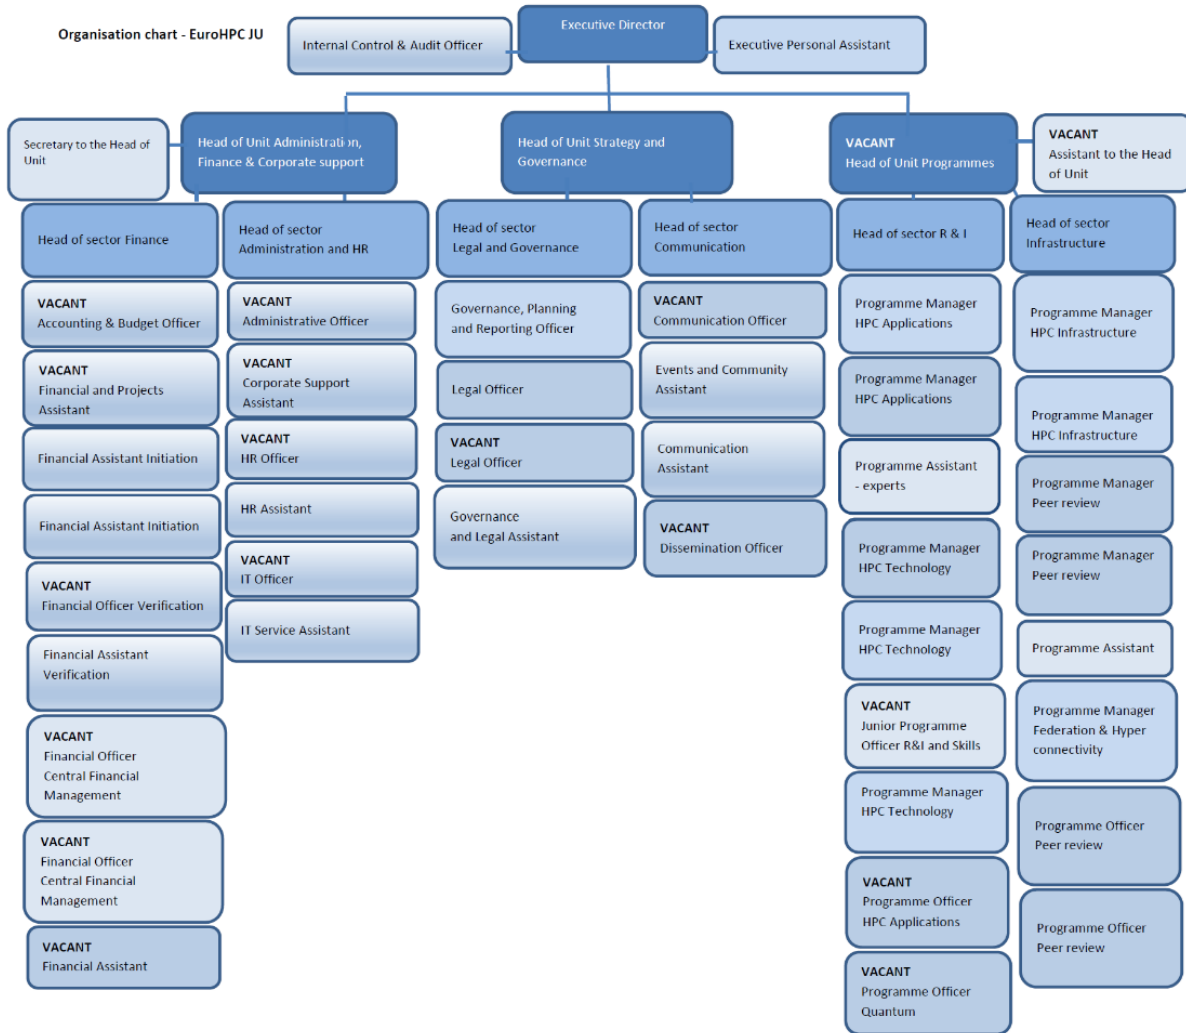 Organisation chart - EuroHPC JU
Internal Control & Audit Officer
Executive Director
Executive Personal Assistant
Secretary to the Head of
Unit
Head of Unit Administration,
Finance & Corporate support
Head of Unit Strategy and
Governance
VACANT
Head of Unit Programmes
VACANT
Assistant to the Head
of Unit
Head of sector Finance
VACANT
Accounting & Budget Officer
VACANT
Financial and Projects
Assistant
Financial Assistant Initiation
Financial Assistant Initiation
VACANT
Financial Officer Verification
Financial Assistant
Verification
VACANT
Financial Officer
Central Financial
Management
VACANT
Financial Officer
Central Financial
Management
VACANT
Financial Assistant
Head of sector
Administration and HR
VACANT
Administrative Officer
VACANT
Corporate Support
Assistant
VACANT
HR Officer
HR Assistant
VACANT
IT Officer
IT Service Assistant
Head of sector
Legal and Governance
Governance, Planning
and Reporting Officer
Legal Officer
VACANT
Legal Officer
Governance
and Legal Assistant
Head of sector
Communication
VACANT
Communication Officer
Events and Community
Assistant
Communication
Assistant
VACANT
Dissemination Officer
Head of sector R & I
Programme Manager
HPC Applications
Programme Manager
HPC Applications
Programme Assistant
- experts
Programme Manager
HPC Technology
Programme Manager
HPC Technology
VACANT
Junior Programme
Officer R&I and Skills
Programme Manager
HPC Technology
VACANT
Programme Officer
HPC Applications
VACANT
Programme Officer
Quantum
Head of sector
Infrastructure
Programme Manager
HPC Infrastructure
Programme Manager
HPC Infrastructure
Programme Manager
Peer review
Programme Manager
Peer review
Programme Assistant
Programme Manager
Federation & Hyper
connectivity
Programme Officer
Peer review
Programme Officer
Peer review